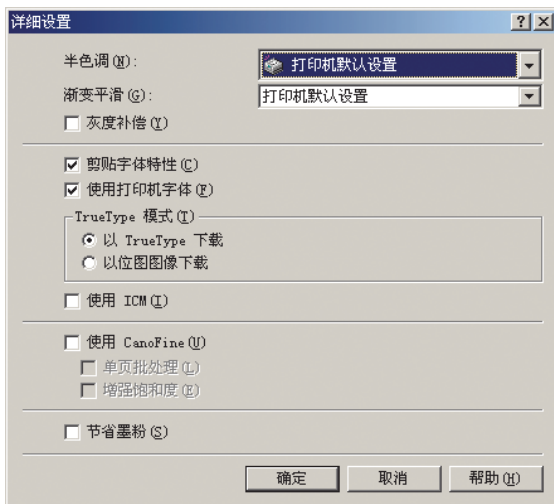 详细设置
半色调(N): 打印机默认设置
渐变平滑(G): 打印机默认设置
灰度补偿(Y)
剪贴字体特性(C)
使用打印机字体(F)
TrueType 模式(T)
以 TrueType 下载
以位图图像下载
使用 ICM(I)
使用 CanoFine(U)
单页批处理(L)
增强饱和度(E)
节省墨粉(S)
确定 取消 帮助(H)